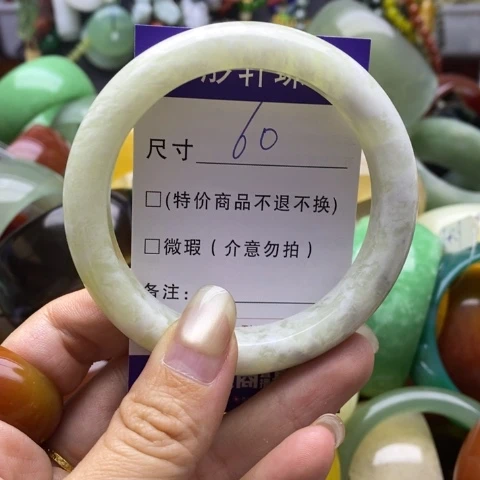 尺寸 60
□(特价商品不退不换)
□微瑕(介意勿拍)
备注: